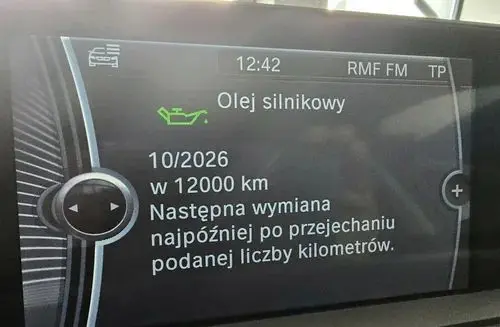 12:42 RMF FM TP
Olej silnikowy
10/2026
w 12000 km
Następna wymiana
najpóźniej po przejechaniu
podanej liczby kilometrów.
+